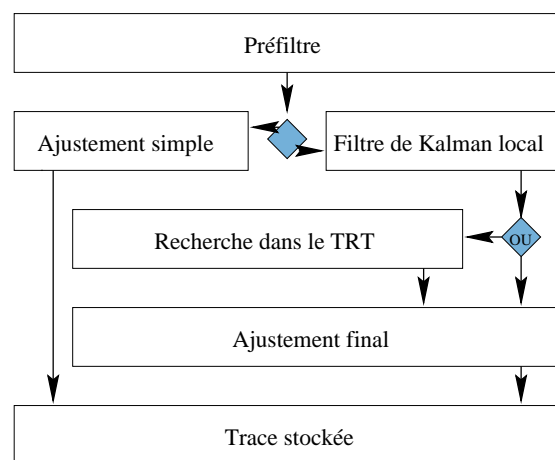 Préfiltre
Ajustement simple
Filtre de Kalman local
OU
Recherche dans le TRT
Ajustement final
Trace stockée